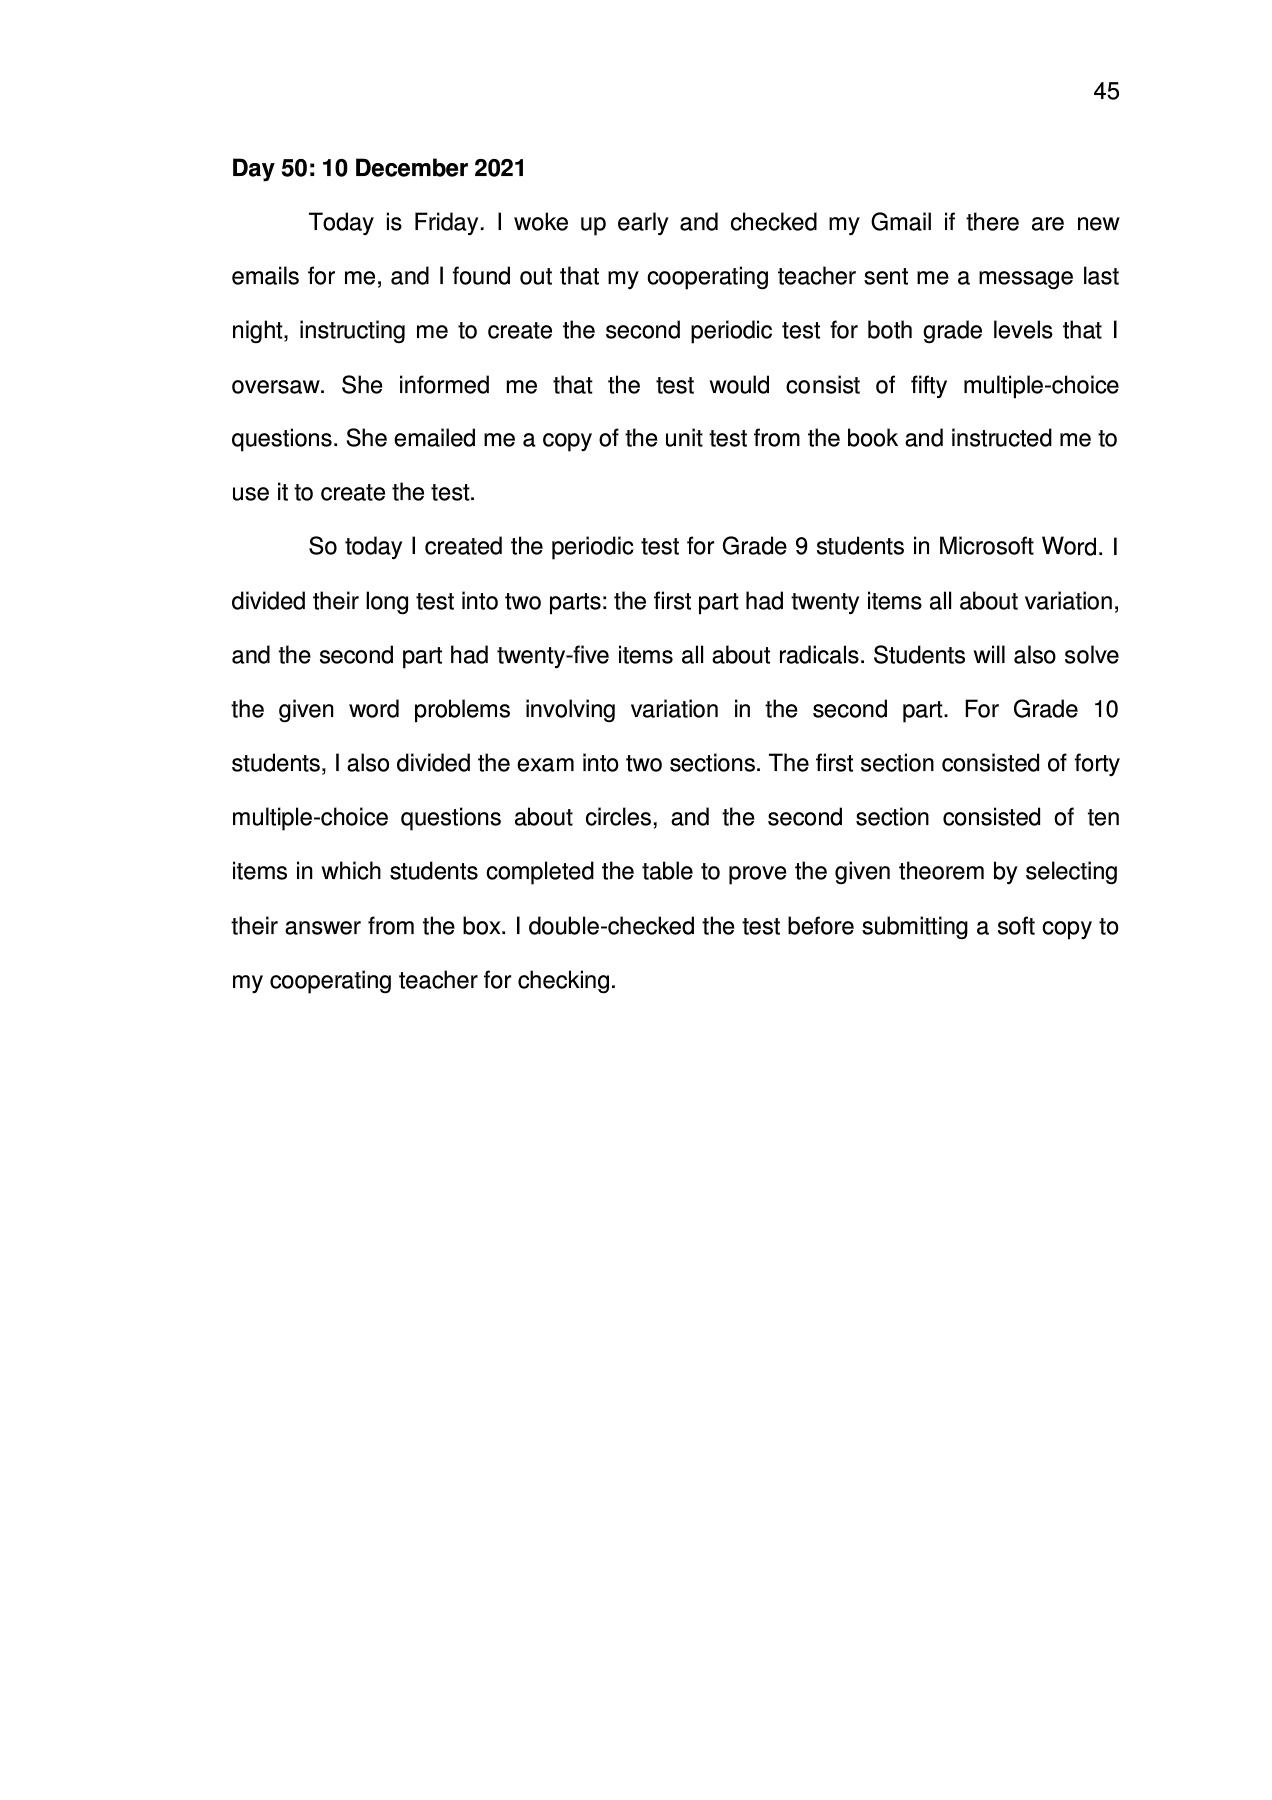 45
Day 50: 10 December 2021
Today is Friday. I woke up early and checked my Gmail if there are new
emails for me, and I found out that my cooperating teacher sent me a message last
night, instructing me to create the second periodic test for both grade levels that I
oversaw. She informed me that the test would consist of fifty multiple-choice
questions. She emailed me a copy of the unit test from the book and instructed me to
use it to create the test.
So today I created the periodic test for Grade 9 students in Microsoft Word. I
divided their long test into two parts: the first part had twenty items all about variation,
and the second part had twenty-five items all about radicals. Students will also solve
the given word problems involving variation in the second part. For Grade 10
students, I also divided the exam into two sections. The first section consisted of forty
multiple-choice questions about circles, and the second section consisted of ten
items in which students completed the table to prove the given theorem by selecting
their answer from the box. I double-checked the test before submitting a soft copy to
my cooperating teacher for checking.